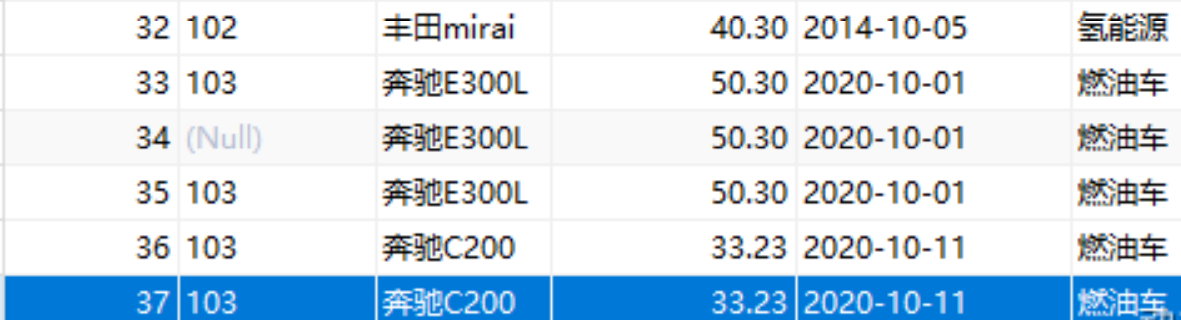 32 102 丰田mirai 40.30 2014-10-05 氢能源
33 103 奔驰E300L 50.30 2020-10-01 燃油车
34 (Null) 奔驰E300L 50.30 2020-10-01 燃油车
35 103 奔驰E300L 50.30 2020-10-01 燃油车
36 103 奔驰C200 33.23 2020-10-11 燃油车
37 103 奔驰C200 33.23 2020-10-11 燃油车